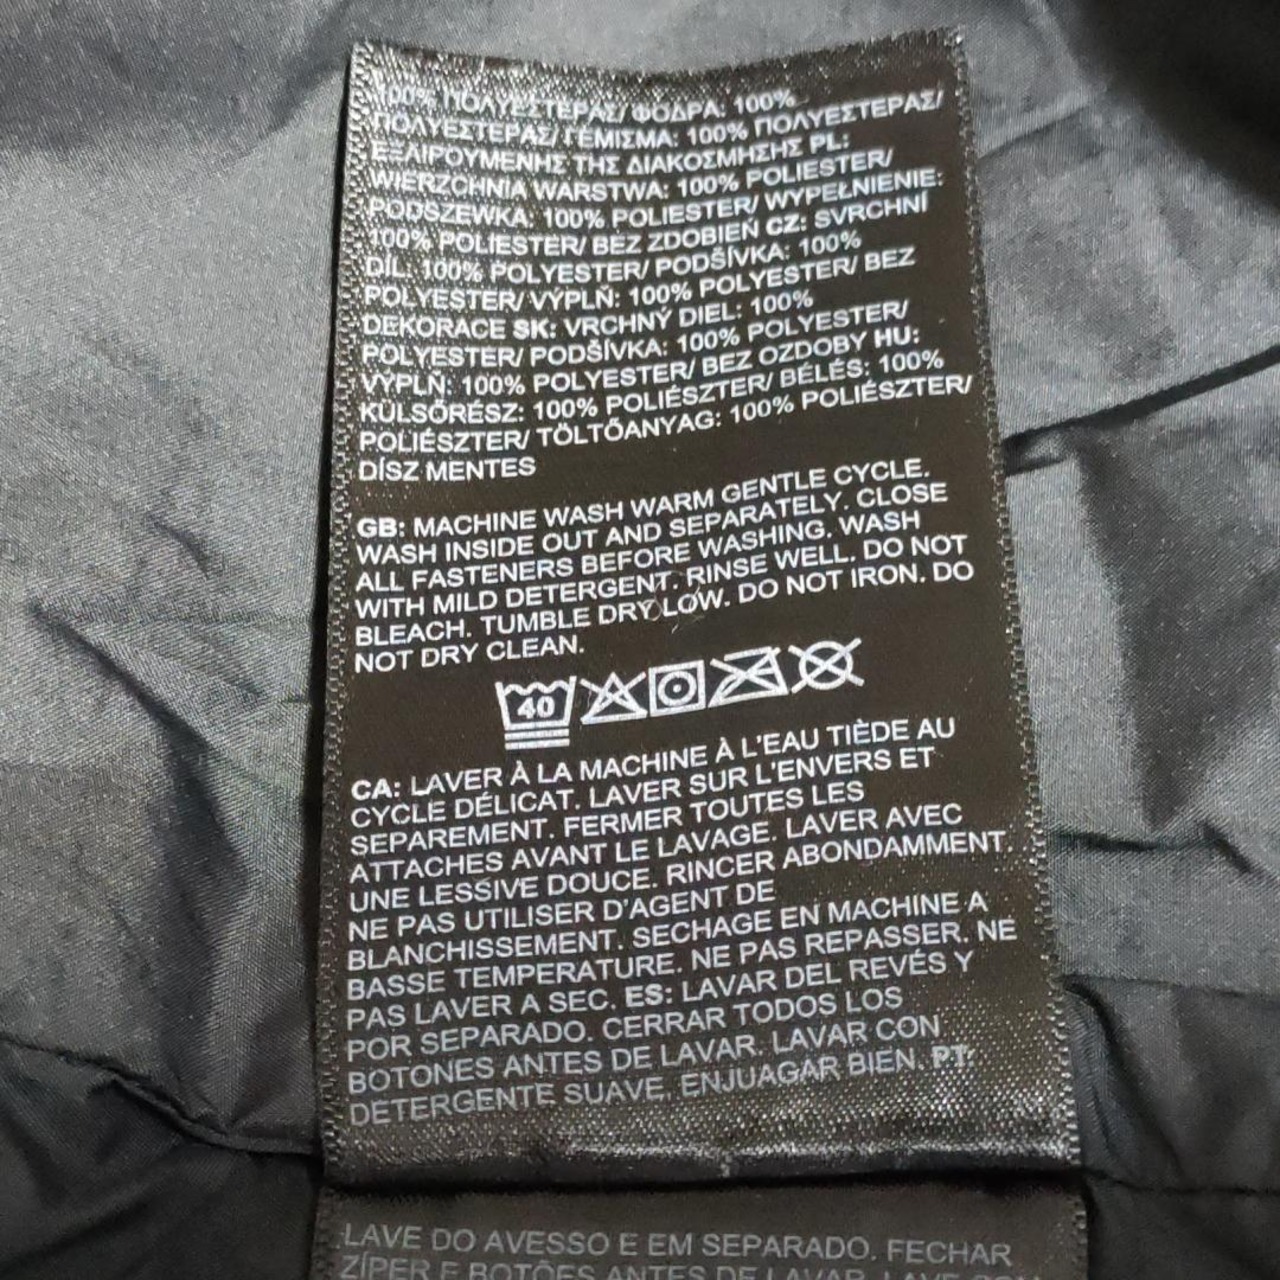 100% ΠΟΛΥΕΣΤΕΡΑΣ/ ΦΟΔΡΑ: 100%
ΠΟΛΥΕΣΤΕΡΑΣ/ ΓΕΜΙΣΜΑ: 100% ΠΟΛΥΕΣΤΕΡΑΣ/
ΕΞΑΙΡΟΥΜΕΝΗΣ ΤΗΣ ΔΙΑΚΟΣΜΗΣΗΣ PL:
WIERZCHNIA WARSTWA: 100% POLIESTER/
PODSZEWKA: 100% POLIESTER/ WYPEŁNIENIE:
100% POLIESTER/ BEZ ZDOBIEŃ CZ: SVRCHNÍ
DÍL: 100% POLYESTER/ PODŠÍVKA: 100%
POLYESTER/ VÝPLŇ: 100% POLYESTER/ BEZ
DEKORACE SK: VRCHNÝ DIEL: 100%
POLYESTER/ PODŠÍVKA: 100% POLYESTER/
VÝPLŇ: 100% POLYESTER/ BEZ OZDOBY HU:
KÜLSŐRÉSZ: 100% POLIÉSZTER/ BÉLÉS: 100%
POLIÉSZTER/ TÖLTŐANYAG: 100% POLIÉSZTER/
DÍSZ MENTES
GB: MACHINE WASH WARM GENTLE CYCLE.
WASH INSIDE OUT AND SEPARATELY. CLOSE
ALL FASTENERS BEFORE WASHING. WASH
WITH MILD DETERGENT. RINSE WELL. DO NOT
BLEACH. TUMBLE DRY LOW. DO NOT IRON. DO
NOT DRY CLEAN.
40
CA: LAVER À LA MACHINE À L'EAU TIÈDE AU
CYCLE DÉLICAT. LAVER SUR L'ENVERS ET
SEPAREMENT. FERMER TOUTES LES
ATTACHES AVANT LE LAVAGE. LAVER AVEC
UNE LESSIVE DOUCE. RINCER ABONDAMMENT
NE PAS UTILISER D'AGENT DE
BLANCHISSEMENT. SECHAGE EN MACHINE A
BASSE TEMPERATURE. NE PAS REPASSER. NE
PAS LAVER A SEC. ES: LAVAR DEL REVÉS Y
POR SEPARADO. CERRAR TODOS LOS
BOTONES ANTES DE LAVAR. LAVAR CON
DETERGENTE SUAVE, ENJUAGAR BIEN. PT:
LAVE DO AVESSO E EM SEPARADO. FECHAR
ZÍPER E BOTÕES ANTES DE LAVAR. LAVE